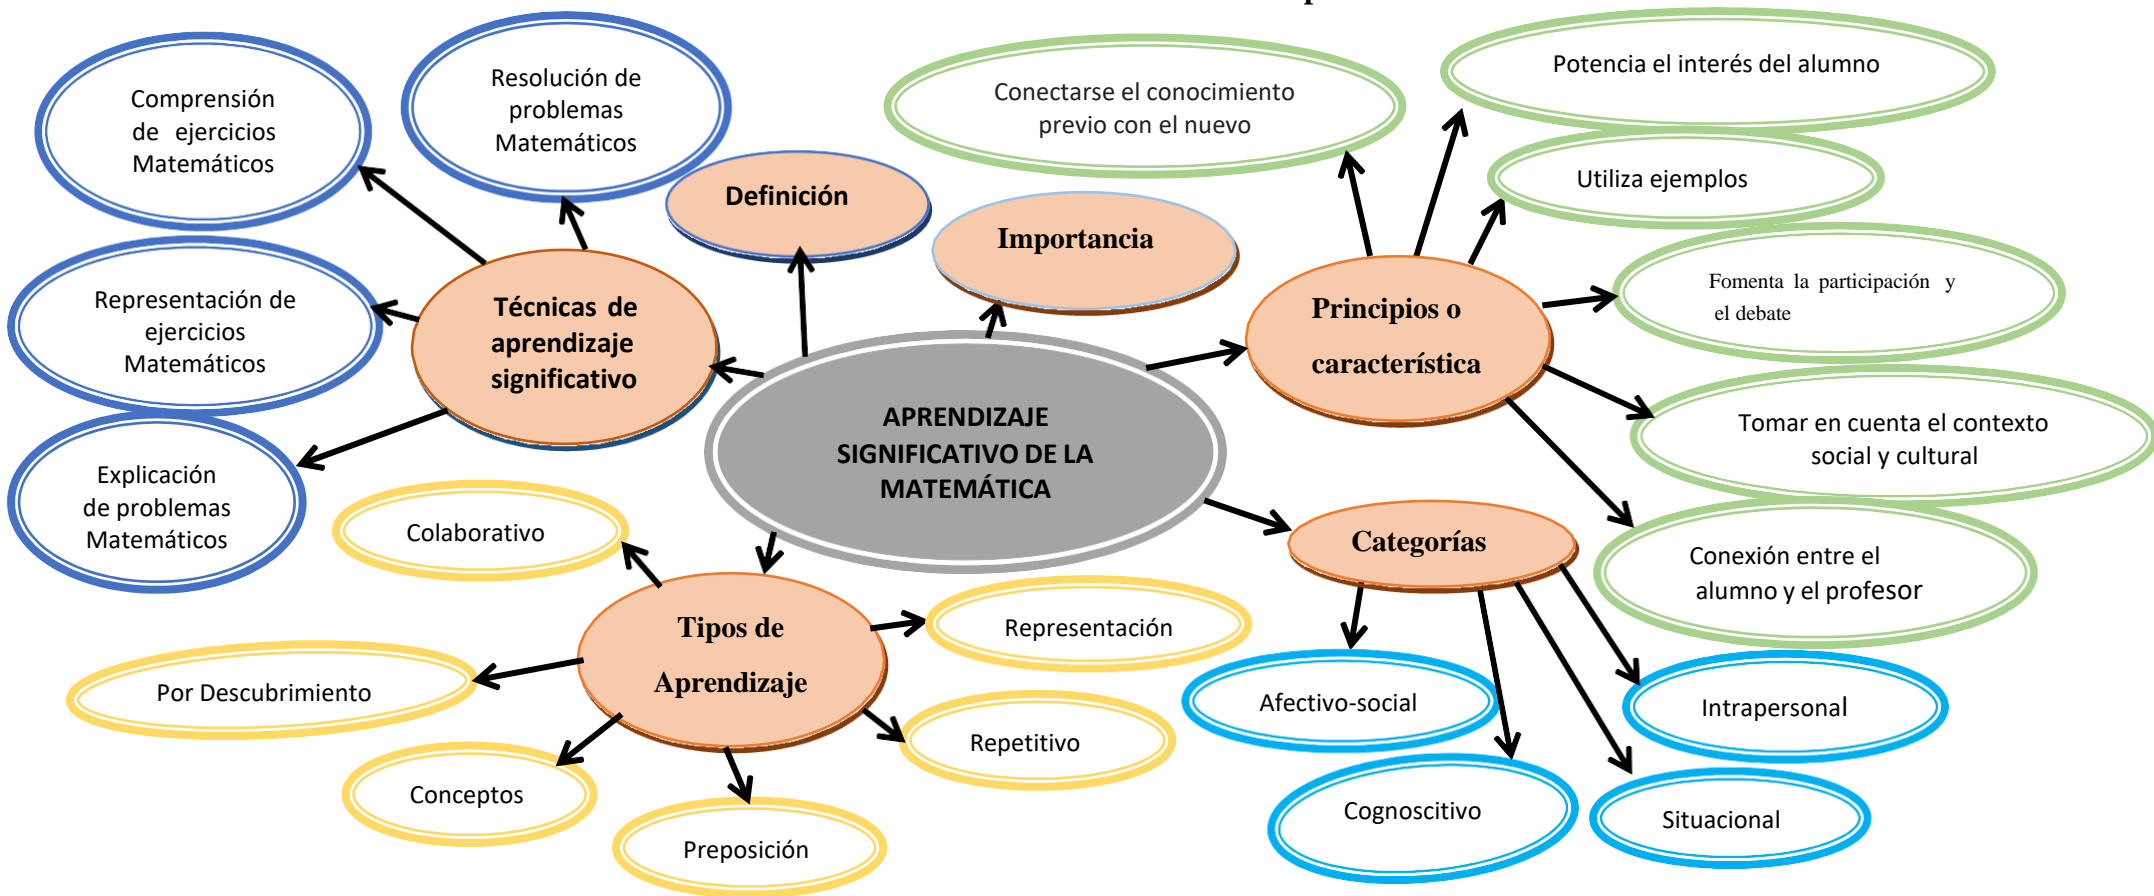 Comprensión
de ejercicios
Matemáticos
Resolución de
problemas
Matemáticos
Definición
Importancia
Conectarse el conocimiento
previo con el nuevo
Potencia el interés del alumno
Utiliza ejemplos
Fomenta la participación y
el debate
Tomar en cuenta el contexto
social y cultural
Conexión entre el
alumno y el profesor
Principios o
característica
Representación de
ejercicios
Matemáticos
Técnicas de
aprendizaje
significativo
Explicación
de problemas
Matemáticos
APRENDIZAJE
SIGNIFICATIVO DE LA
MATEMÁTICA
Colaborativo
Tipos de
Aprendizaje
Representación
Por Descubrimiento
Repetitivo
Conceptos
Preposición
Categorías
Afectivo-social
Intrapersonal
Cognoscitivo
Situacional